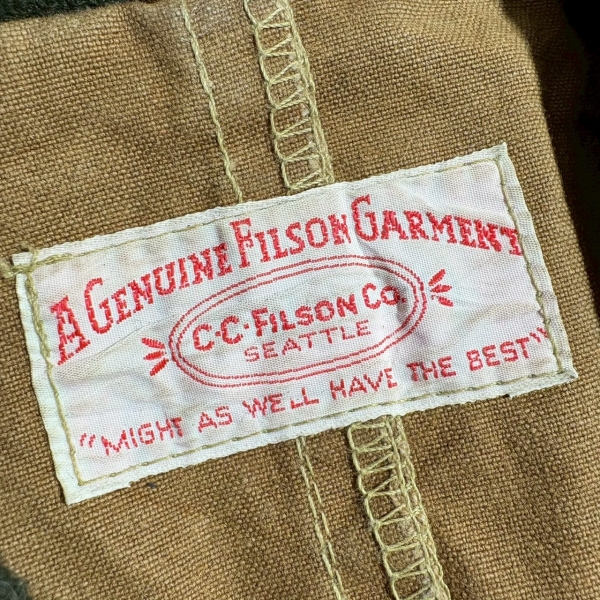 A GENUINE FILSON GARMENT
C·C·FILSON CO.
SEATTLE
"MIGHT AS WELL HAVE THE BEST"